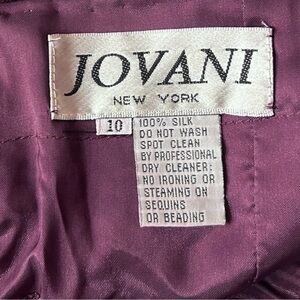 JOVANI
NEW YORK
10
100% SILK
DO NOT WASH
SPOT CLEAN
BY PROFESSIONAL
DRY CLEANER:
NO IRONING OR
STEAMING ON
SEQUINS
OR BEADING